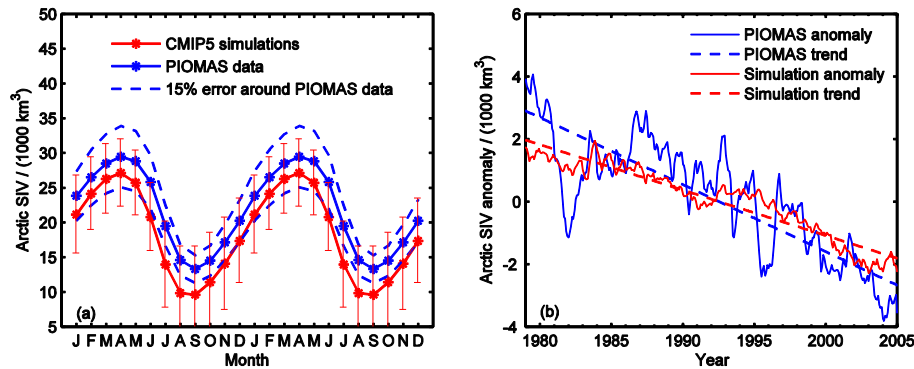 50
45
40
35
30
25
20
15
10
5
Arctic SIV / (1000 km³)
CMIP5 simulations
PIOMAS data
15% error around PIOMAS data
(a)
J F M A M J J A S O N D J F M A M J J A S O N D
Month
6
4
2
0
-2
-4
Arctic SIV anomaly / (1000 km³)
PIOMAS anomaly
PIOMAS trend
Simulation anomaly
Simulation trend
(b)
1980 1985 1990 1995 2000 2005
Year